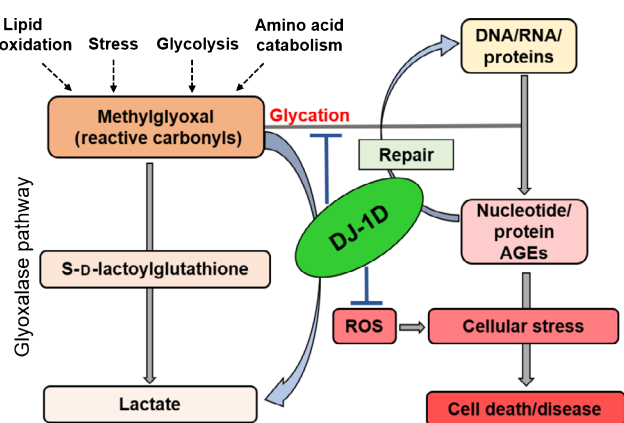 Lipid
oxidation
Stress
Glycolysis
Amino acid
catabolism
DNA/RNA/
proteins
Methylglyoxal
(reactive carbonyls)
Glycation
Repair
DJ-1D
Nucleotide/
protein
AGEs
Glyoxalase pathway
S-D-lactoylglutathione
ROS
Cellular stress
Lactate
Cell death/disease